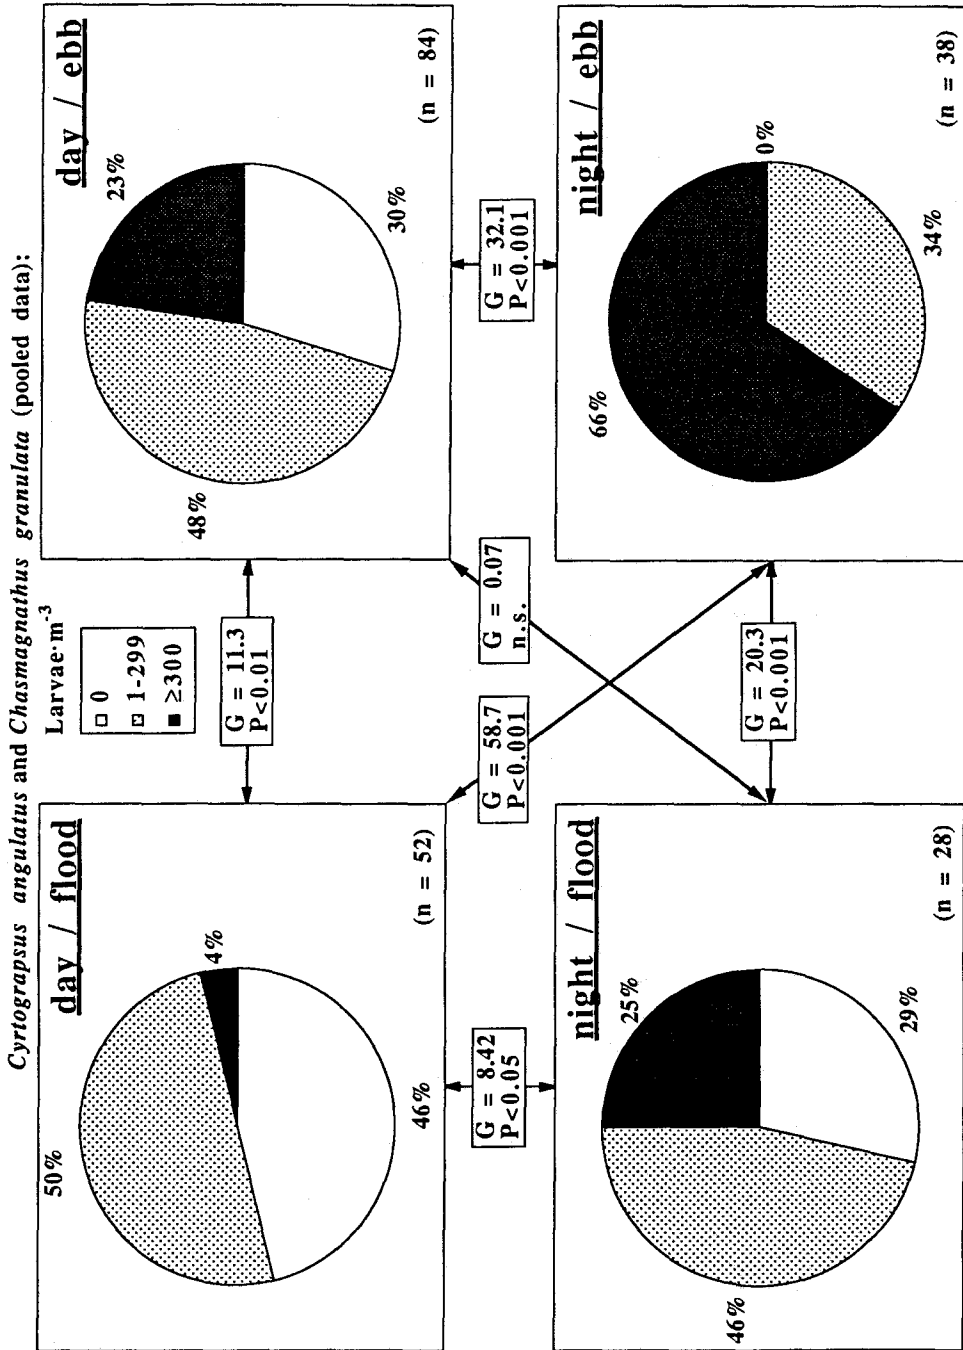 Cyrtograpsus angulatus and Chasmagnathus granulata (pooled data):
Larvae·m⁻³
0
1-299
≥300
day / flood
50%
4%
46%
(n = 52)
G = 11.3
P<0.01
day / ebb
23%
48%
30%
(n = 84)
G = 8.42
P<0.05
G = 58.7
P<0.001
G = 0.07
n.s.
G = 32.1
P<0.001
night / flood
25%
46%
29%
(n = 28)
G = 20.3
P<0.001
night / ebb
66%
0%
34%
(n = 38)